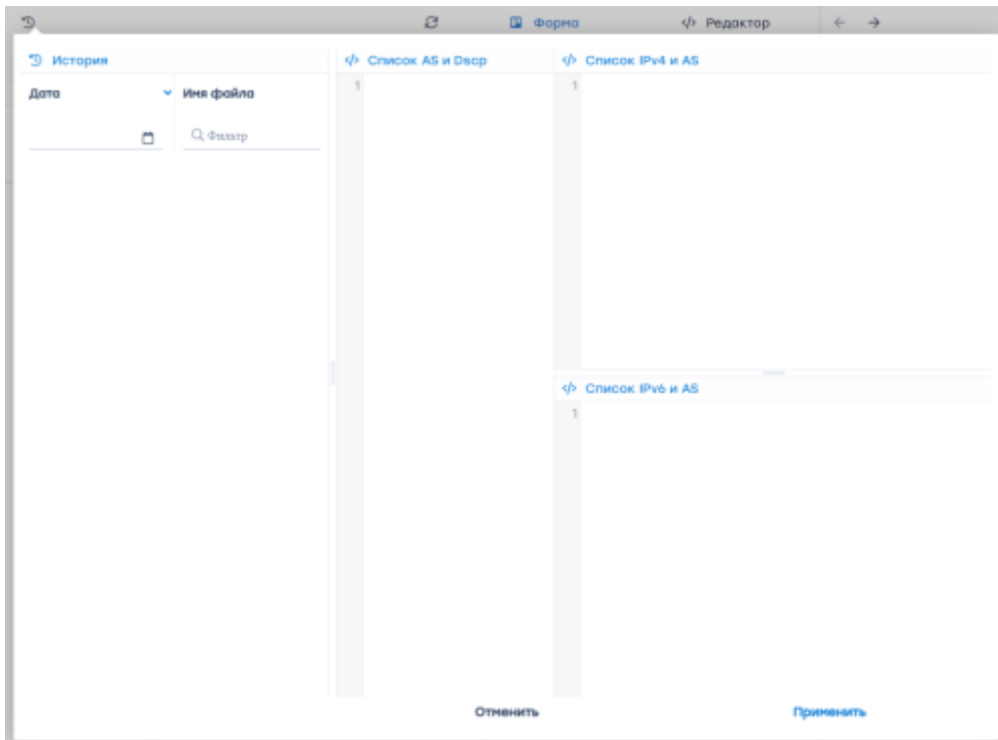 Форма
Редактор
История
Список AS и Dscp
Список IPv4 и AS
Дата
Имя файла
1
1
Фильтр
Список IPv6 и AS
1
Отменить
Применить